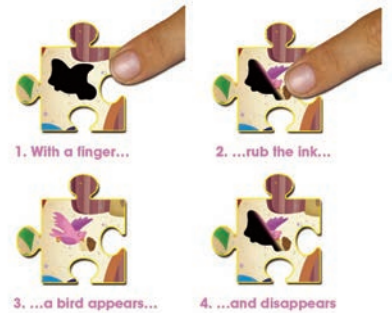 1. With a finger...
2. ...rub the ink...
3. ...a bird appears...
4. ...and disappears